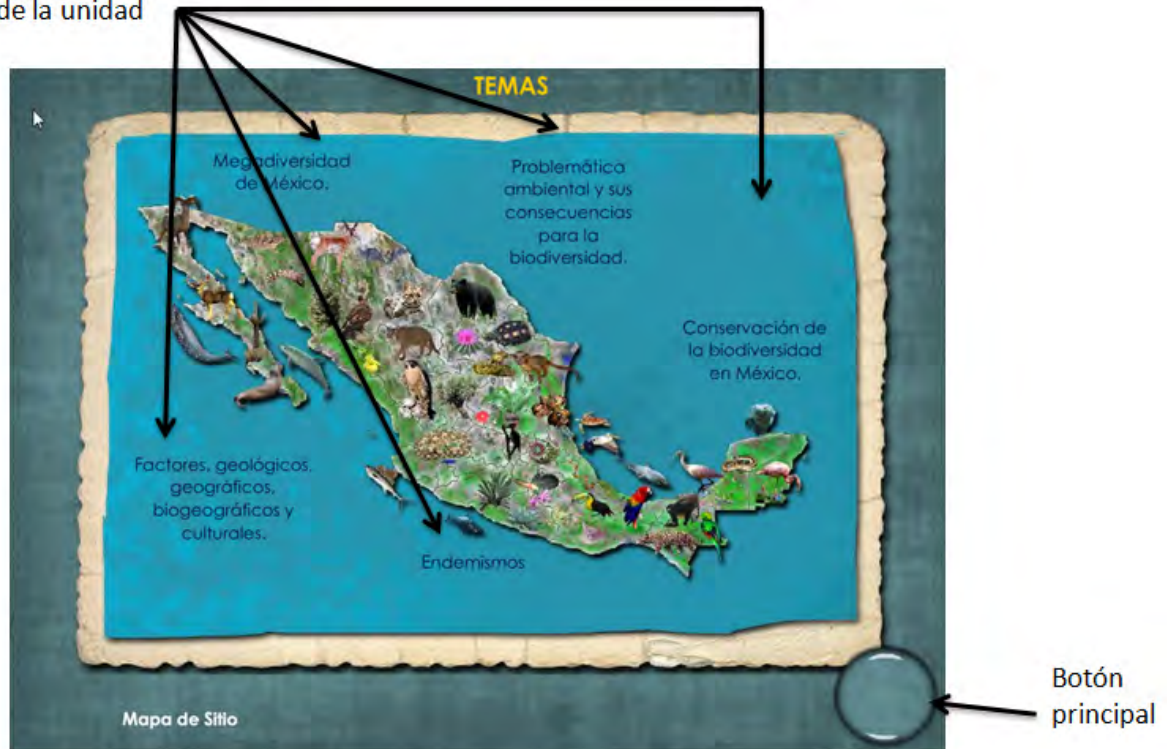 de la unidad
TEMAS
Megadiversidad
de México.
Problemática
ambiental y sus
consecuencias
para la
biodiversidad.
Conservación de
la biodiversidad
en México.
Factores, geológicos,
geográficos,
biogeográficos y
culturales.
Endemismos
Botón
principal
Mapa de Sitio